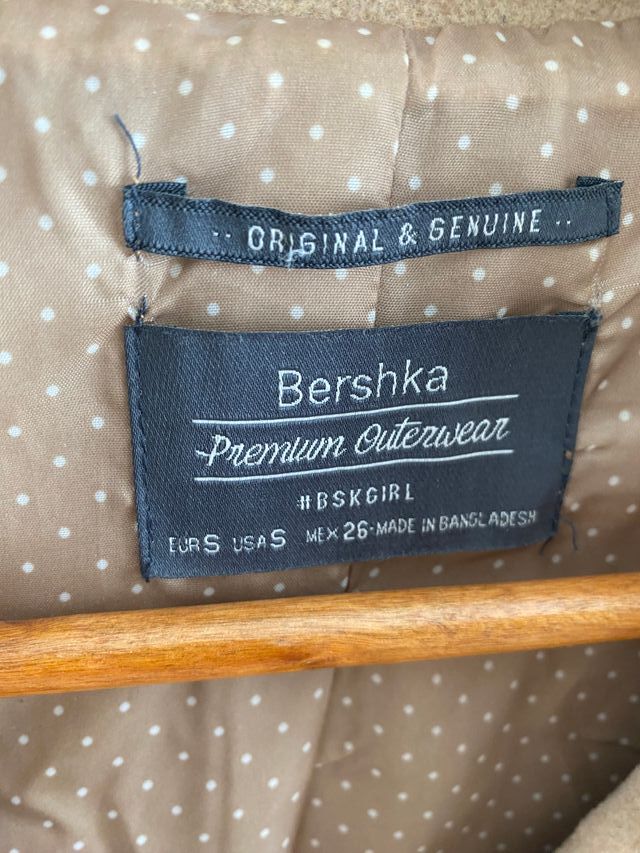 ·· ORIGINAL & GENUINE ··
Bershka
Premium Outerwear
#BSKGIRL
EUR S USA S MEX 26·MADE IN BANGLADESH